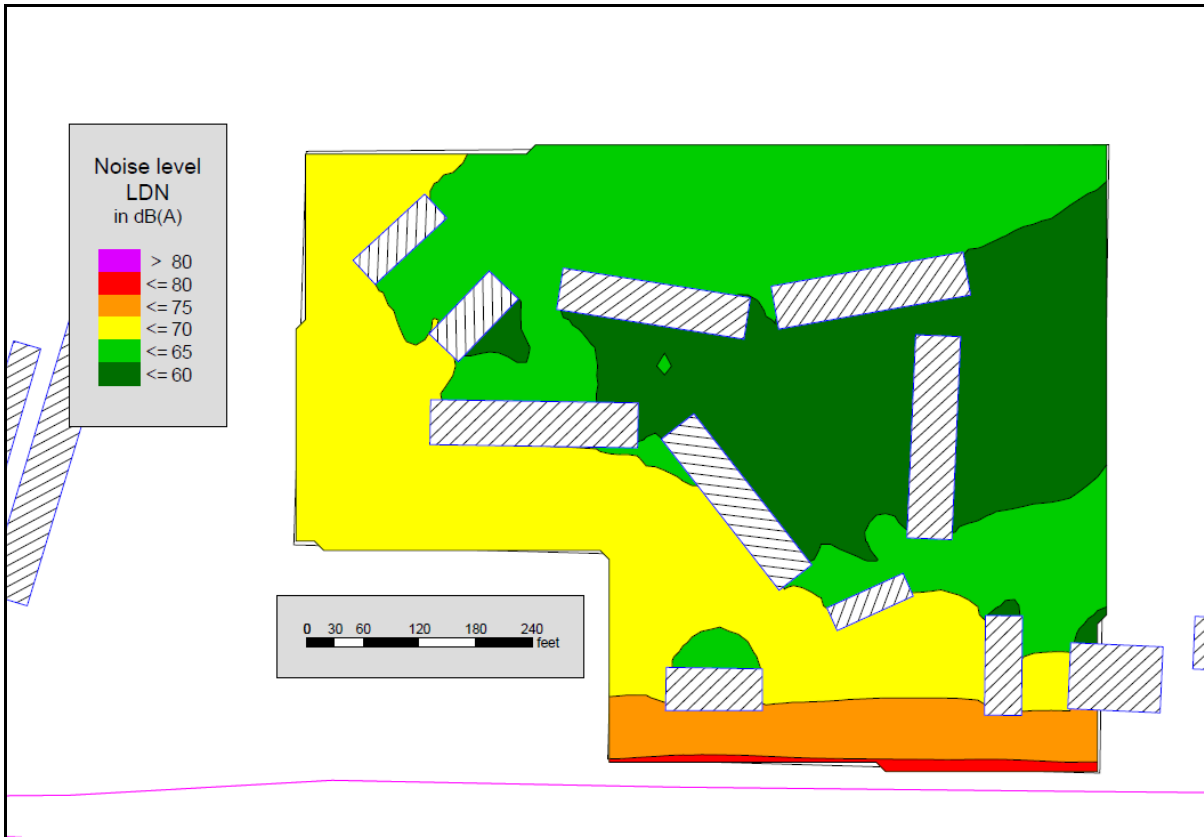 Noise level
LDN
in dB(A)
> 80
<= 80
<= 75
<= 70
<= 65
<= 60
0 30 60 120 180 240
feet